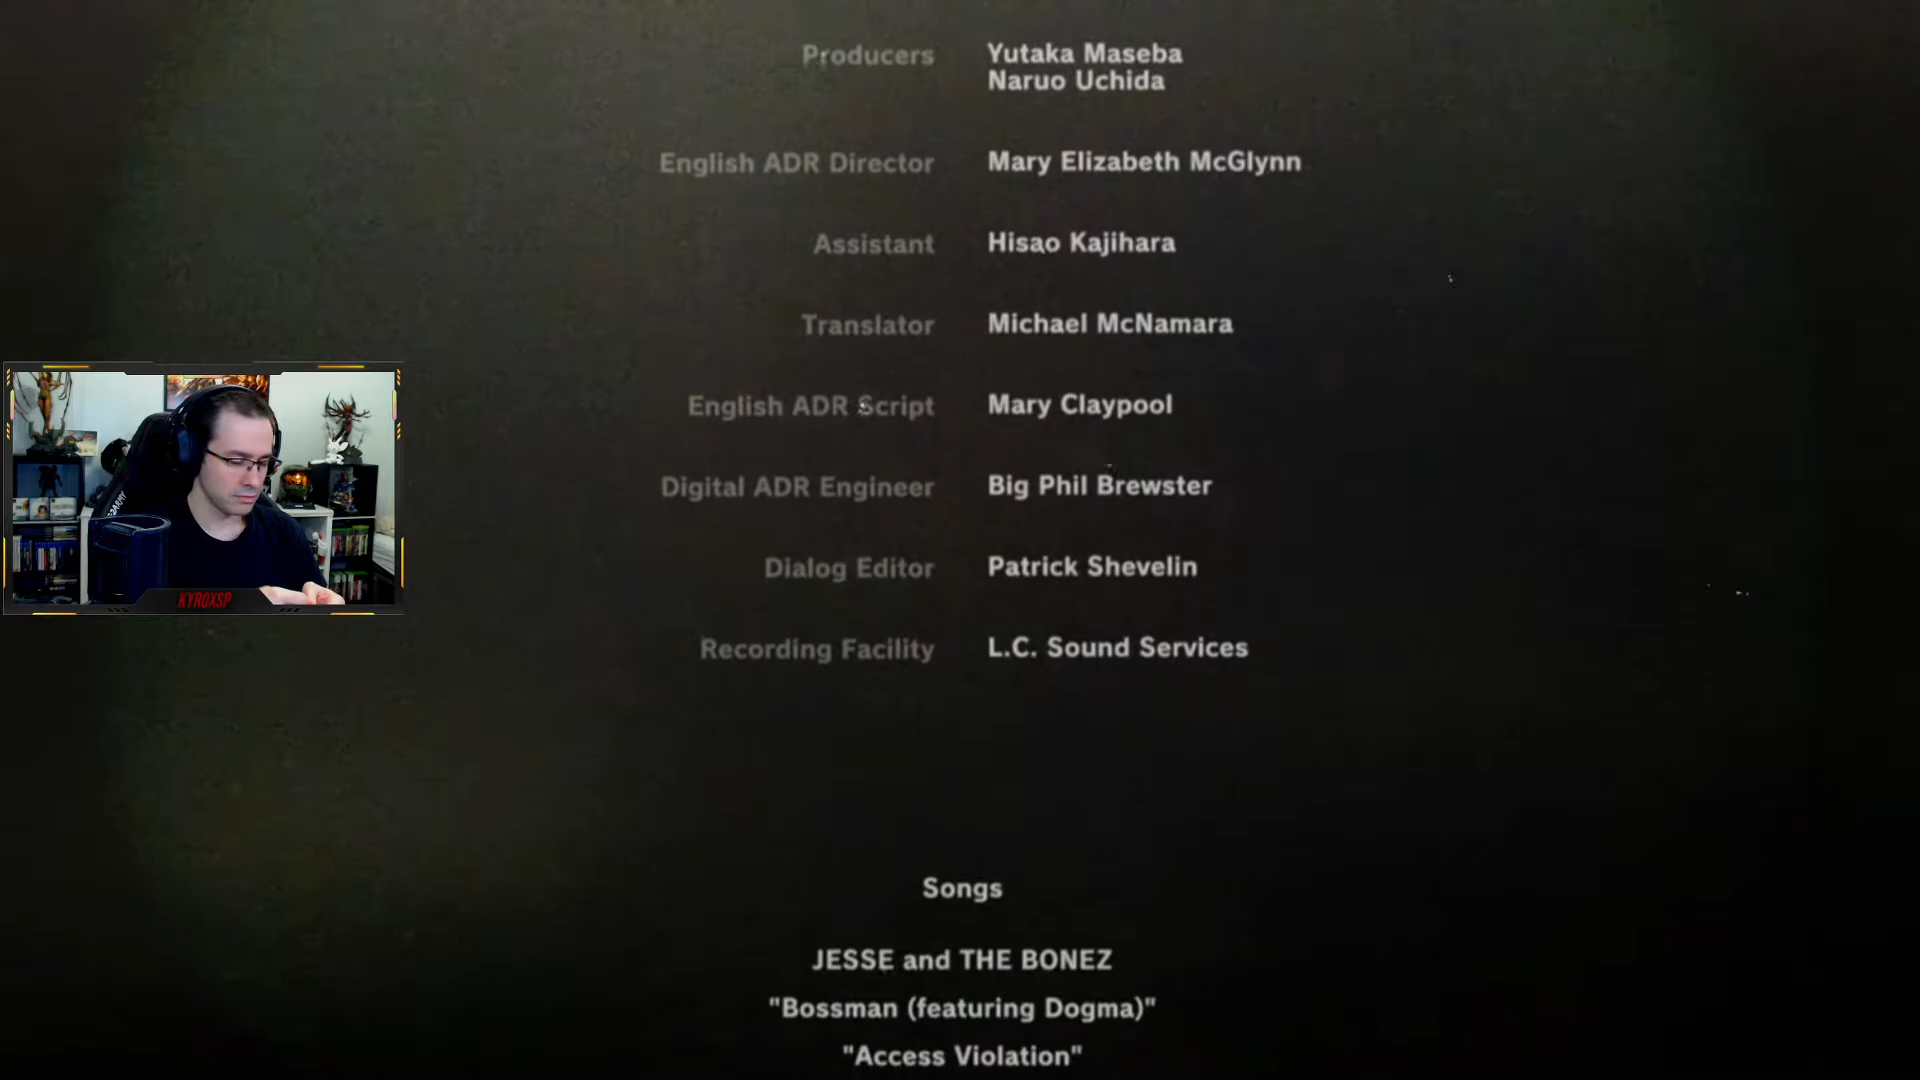 Producers Yutaka Maseba
Naruo Uchida
English ADR Director Mary Elizabeth McGlynn
Assistant Hisao Kajihara
Translator Michael McNamara
English ADR Script Mary Claypool
Digital ADR Engineer Big Phil Brewster
Dialog Editor Patrick Shevelin
Recording Facility L.C. Sound Services
KYROXSP
Songs
JESSE and THE BONEZ
"Bossman (featuring Dogma)"
"Access Violation"